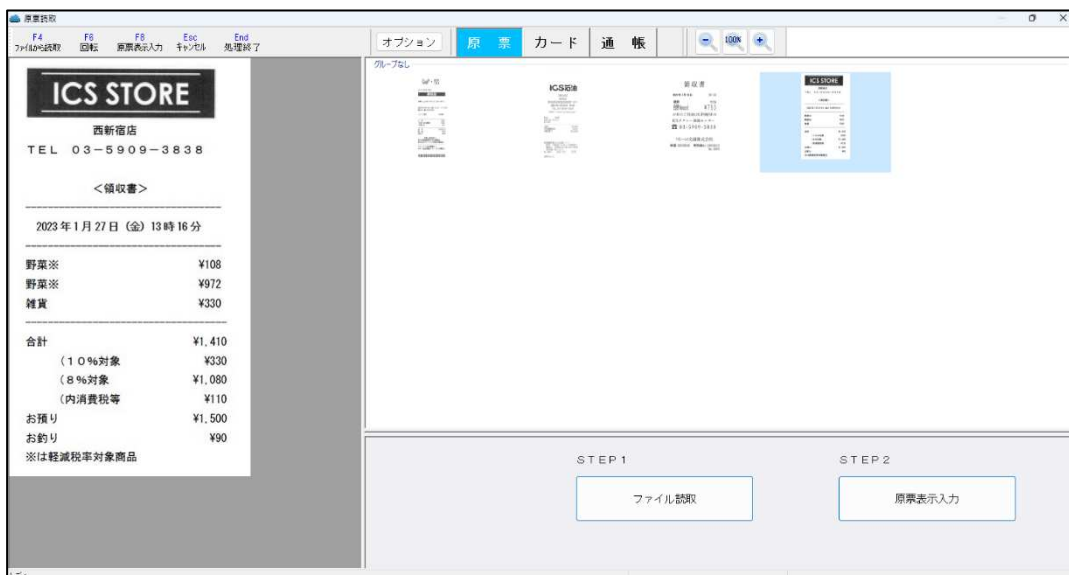 原票読取
F4 F6 F8 Esc End
ファイルから読取 回転 原票表示入力 キャンセル 処理終了
オプション 原票 カード 通帳 100%
グループなし
ICS STORE
西新宿店
TEL 03-5909-3838
<領収書>
2023年1月27日(金)13時16分
野菜※ ¥108
野菜※ ¥972
雑貨 ¥330
合計 ¥1,410
(10%対象 ¥330
(8%対象 ¥1,080
(内消費税等 ¥110
お預り ¥1,500
お釣り ¥90
※は軽減税率対象商品
ICS石油
領収書
ICS STORE
STEP1 STEP2
ファイル読取 原票表示入力